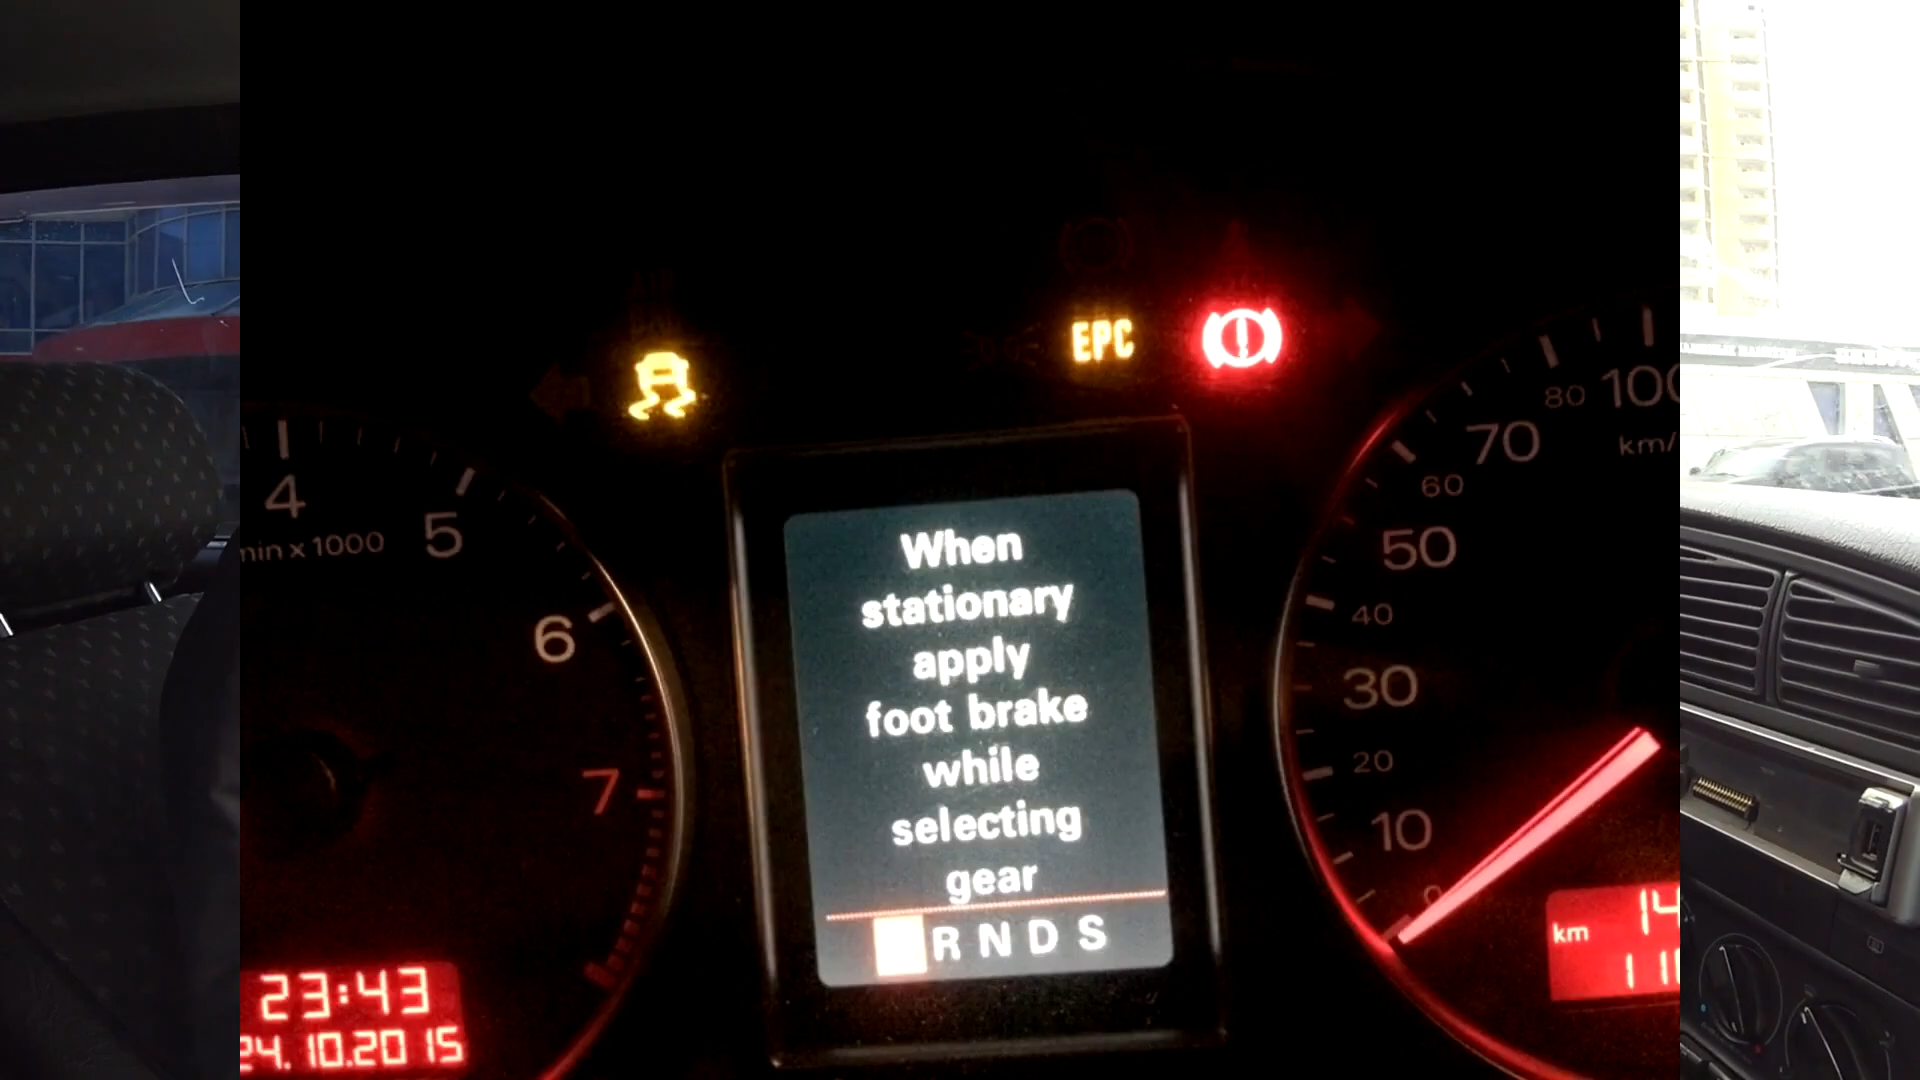 EPC
4
5
6
7
min x 1000
80
100
km/
70
60
50
40
30
20
10
0
When
stationary
apply
foot brake
while
selecting
gear
R N D S
23:43
24.10.2015
km 14